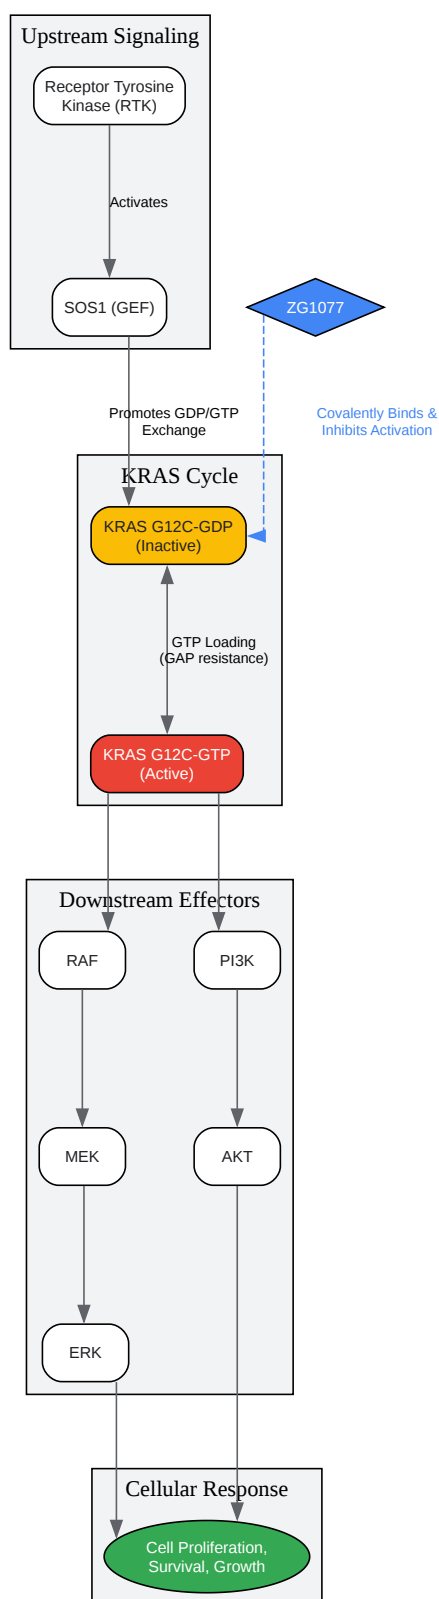 Upstream Signaling
Receptor Tyrosine
Kinase (RTK)
Activates
SOS1 (GEF)
ZG1077
Promotes GDP/GTP
Exchange
Covalently Binds &
Inhibits Activation
KRAS Cycle
KRAS G12C-GDP
(Inactive)
GTP Loading
(GAP resistance)
KRAS G12C-GTP
(Active)
Downstream Effectors
RAF
PI3K
MEK
AKT
ERK
Cellular Response
Cell Proliferation,
Survival, Growth